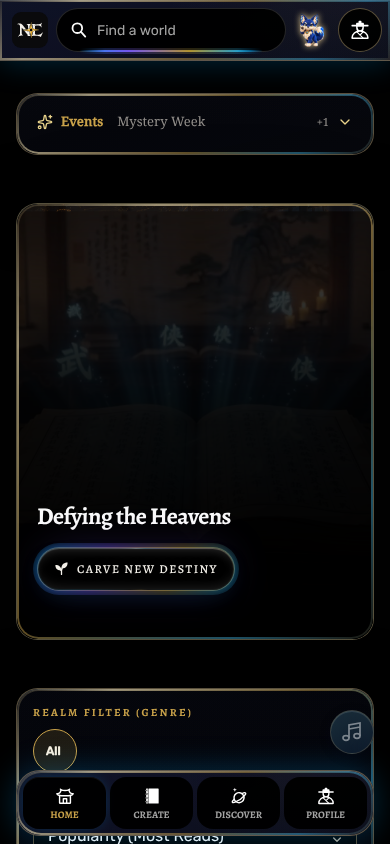 NE
Find a world
Events Mystery Week +1
武 侠 侠 侠
Defying the Heavens
CARVE NEW DESTINY
REALM FILTER (GENRE)
All
HOME CREATE DISCOVER PROFILE
Popularity (Most Reads)